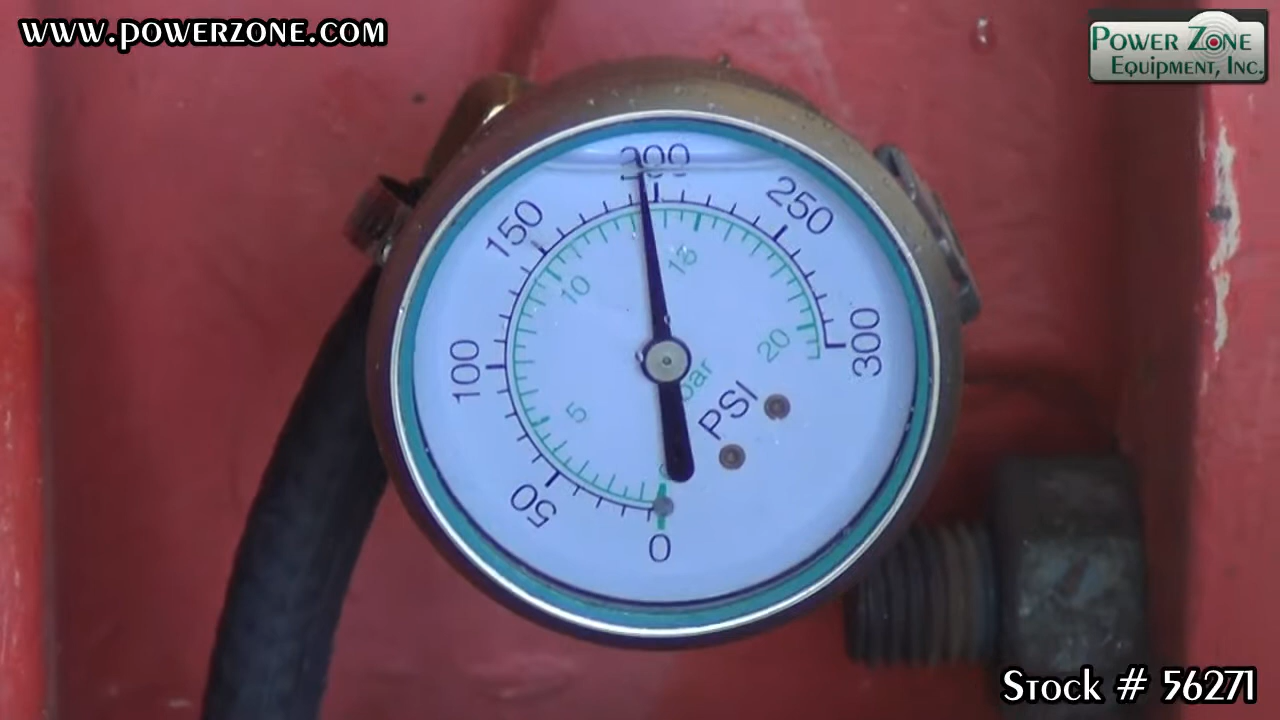 www.powerzone.com
Power Zone
Equipment, Inc.
200
250
150
15
10
300
100
20
bar
5
PSI
50
0
0
Stock # 56271